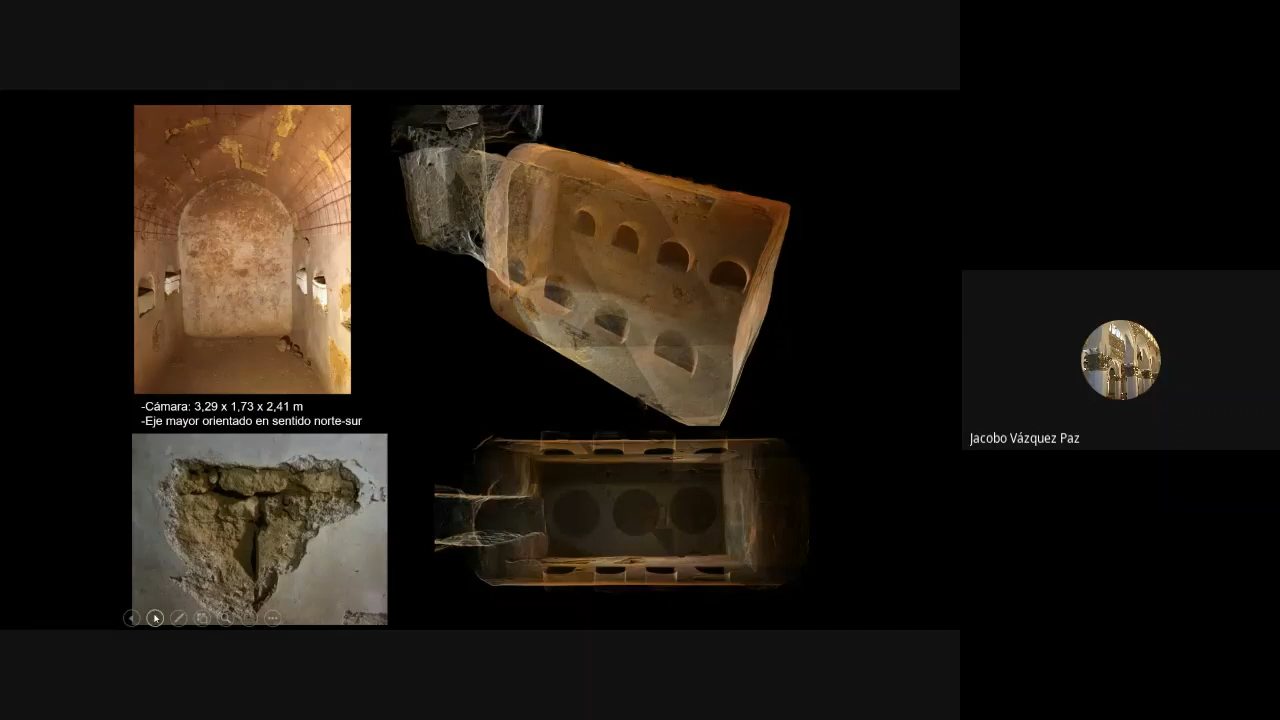 -Cámara: 3,29 x 1,73 x 2,41 m
-Eje mayor orientado en sentido norte-sur
Jacobo Vázquez Paz